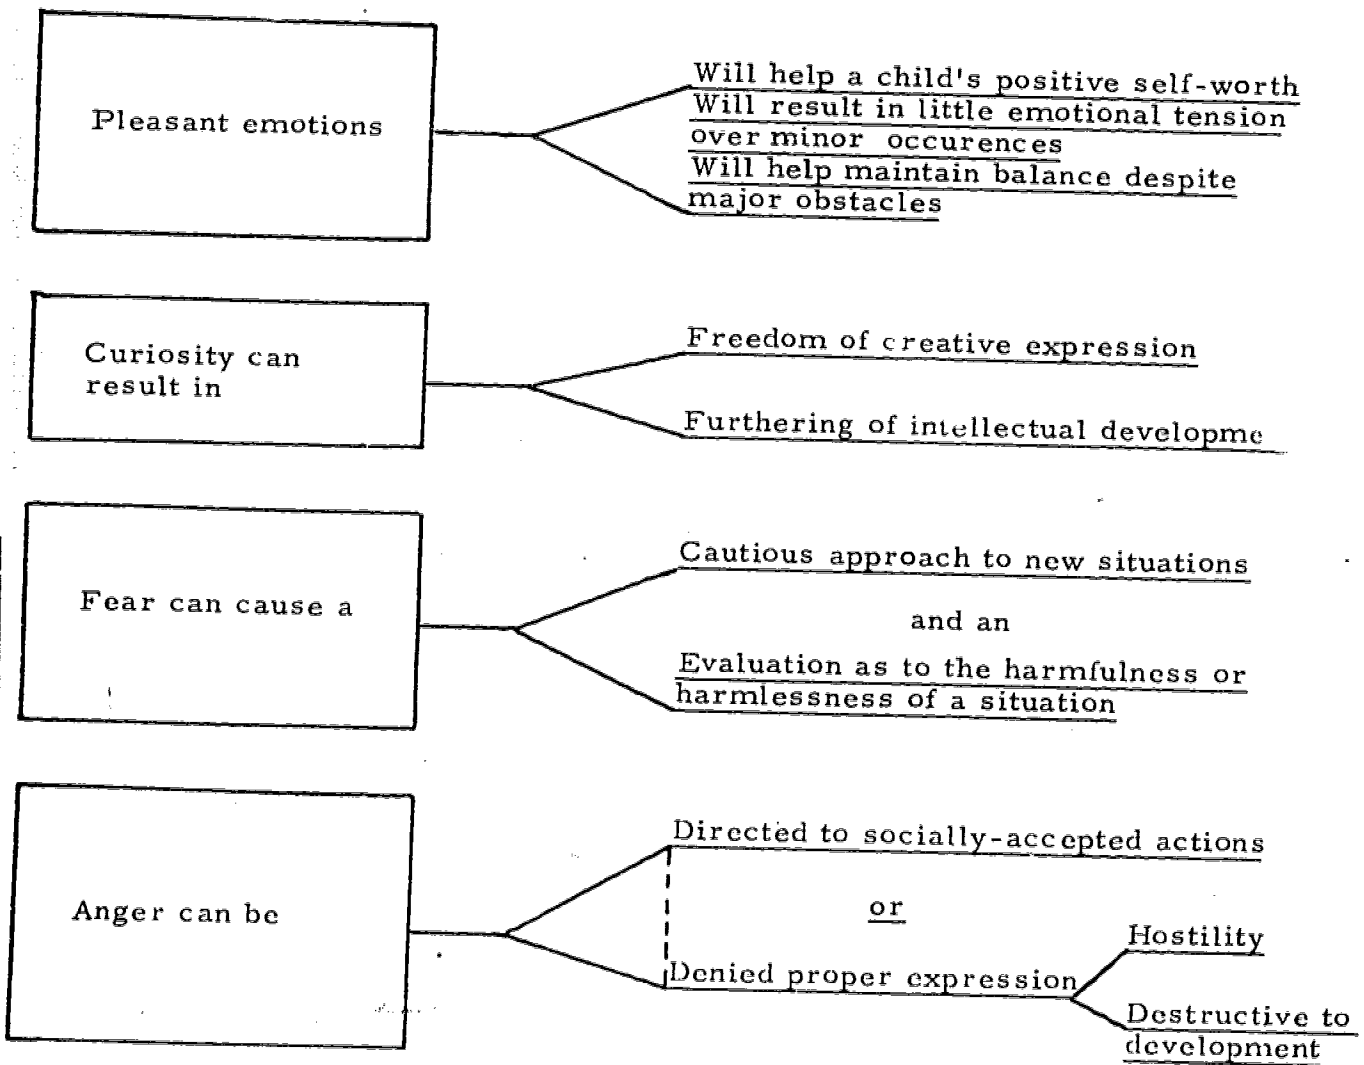 Pleasant emotions
Will help a child's positive self-worth
Will result in little emotional tension
over minor occurences
Will help maintain balance despite
major obstacles
Curiosity can
result in
Freedom of creative expression
Furthering of intellectual developme
Fear can cause a
Cautious approach to new situations
and an
Evaluation as to the harmfulness or
harmlessness of a situation
Anger can be
Directed to socially-accepted actions
or
Denied proper expression
Hostility
Destructive to
development